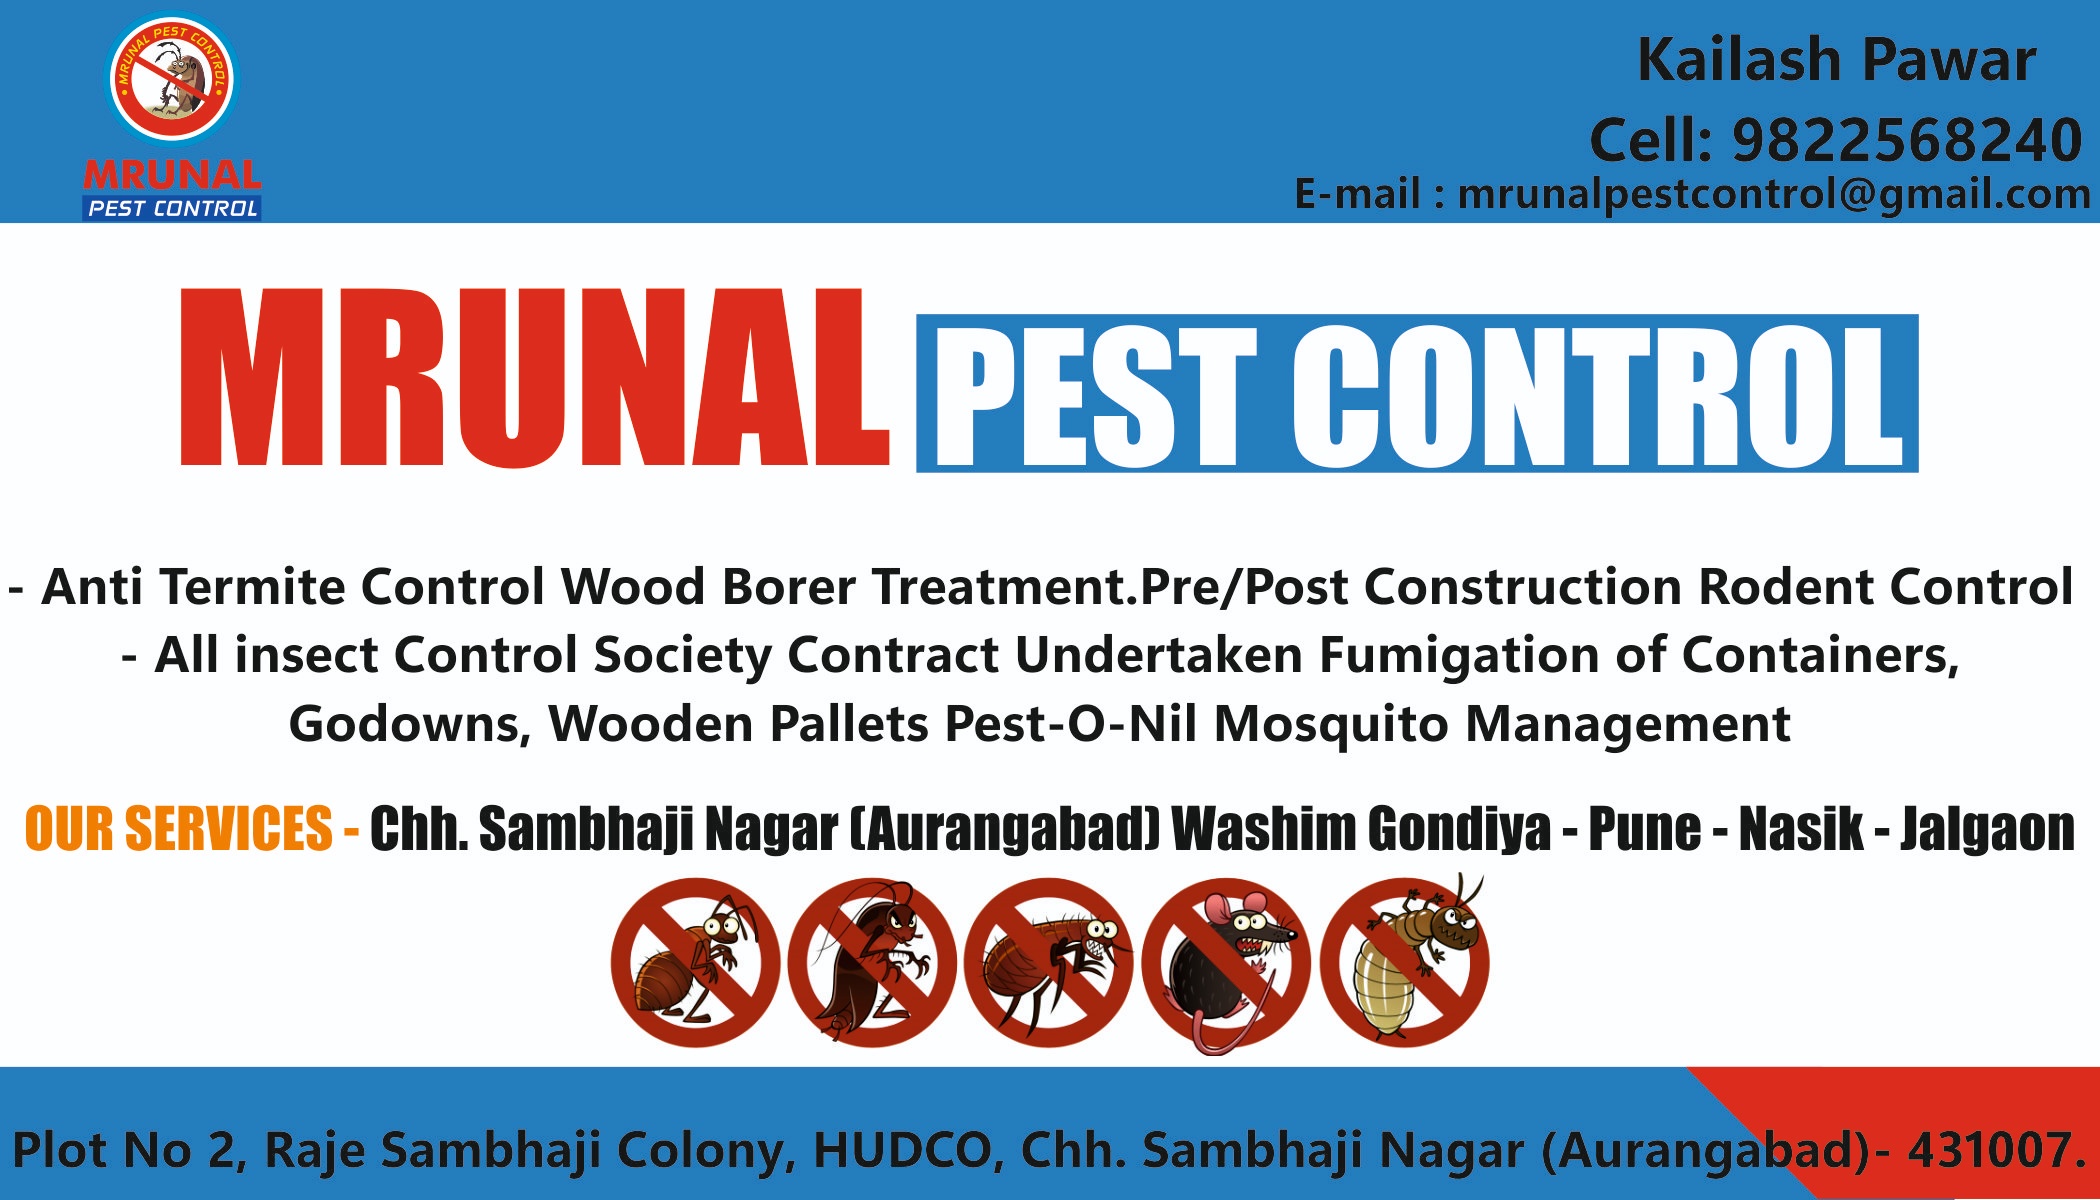 MRUNAL PEST CONTROL
MRUNAL
PEST CONTROL
Kailash Pawar
Cell: 9822568240
E-mail : mrunalpestcontrol@gmail.com
MRUNAL PEST CONTROL
- Anti Termite Control Wood Borer Treatment.Pre/Post Construction Rodent Control
- All insect Control Society Contract Undertaken Fumigation of Containers,
Godowns, Wooden Pallets Pest-O-Nil Mosquito Management
OUR SERVICES - Chh. Sambhaji Nagar (Aurangabad) Washim Gondiya - Pune - Nasik - Jalgaon
Plot No 2, Raje Sambhaji Colony, HUDCO, Chh. Sambhaji Nagar (Aurangabad)- 431007.